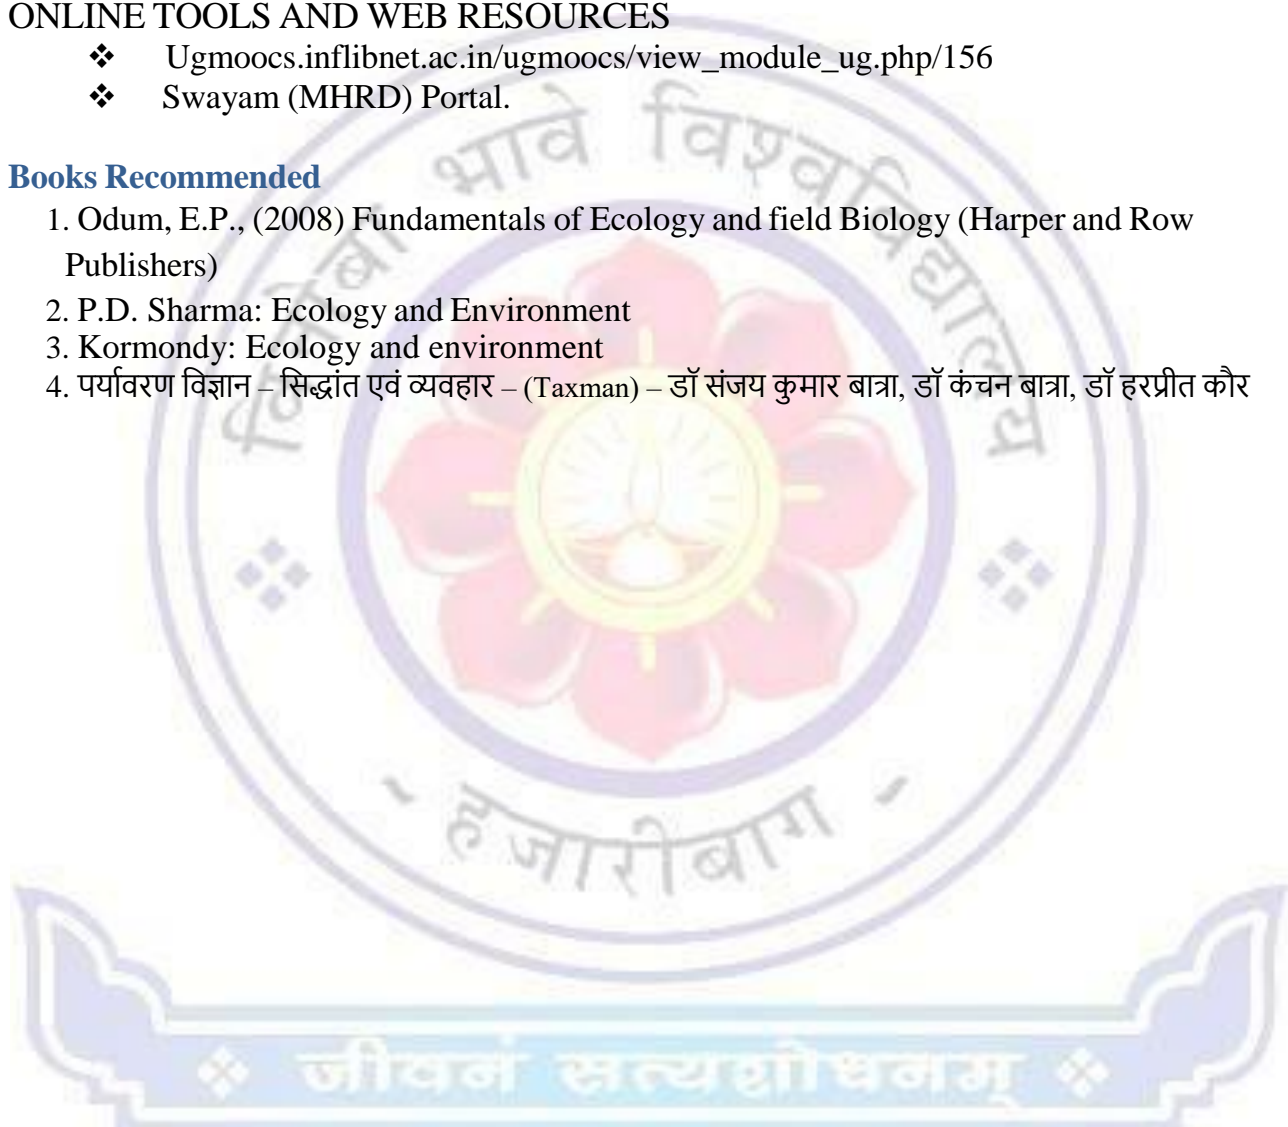 ONLINE TOOLS AND WEB RESOURCES
❖ Ugmoocs.inflibnet.ac.in/ugmoocs/view_module_ug.php/156
❖ Swayam (MHRD) Portal.
Books Recommended
1. Odum, E.P., (2008) Fundamentals of Ecology and field Biology (Harper and Row
Publishers)
2. P.D. Sharma: Ecology and Environment
3. Kormondy: Ecology and environment
4. पर्यावरण विज्ञान – सिद्धांत एवं व्यवहार – (Taxman) – डॉ संजय कुमार बात्रा, डॉ कंचन बात्रा, डॉ हरप्रीत कौर
विनोबा भावे विश्वविद्यालय
- हजारीबाग -
❖ जीवनं सत्यशोधनम् ❖